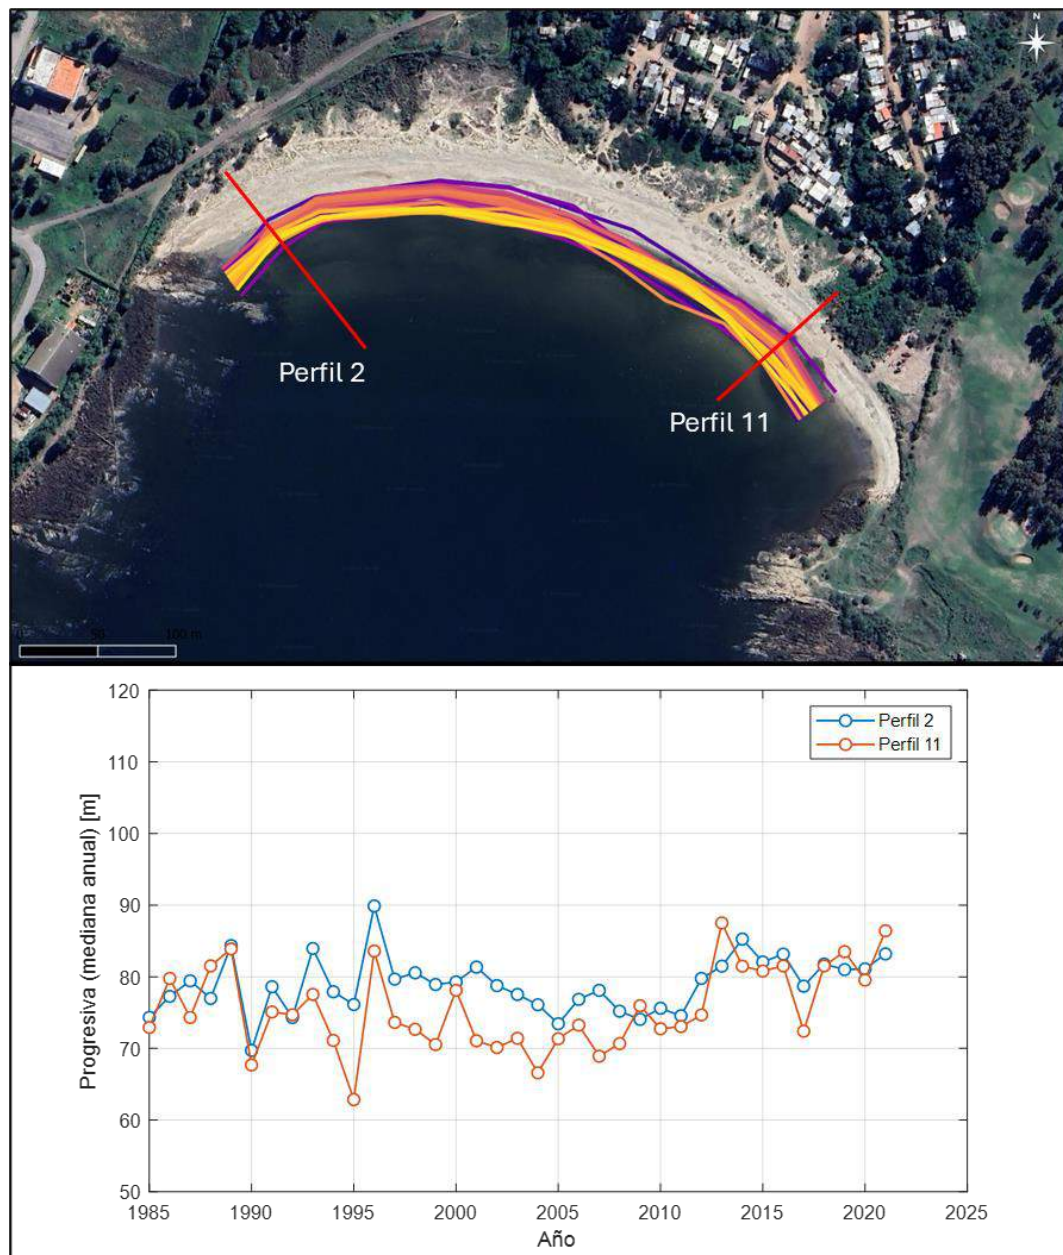 N
Perfil 2
Perfil 11
50 100 m
120
110
100
90
80
70
60
50
Progresiva (mediana anual) [m]
Perfil 2
Perfil 11
1985 1990 1995 2000 2005 2010 2015 2020 2025
Año